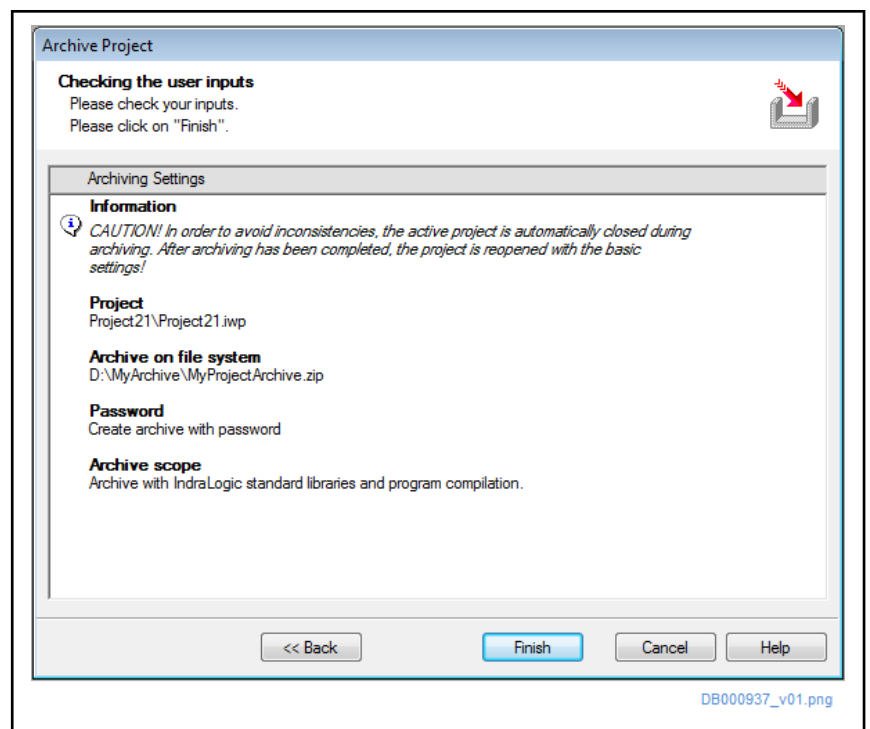 Archive Project
Checking the user inputs
Please check your inputs.
Please click on "Finish".
Archiving Settings
Information
CAUTION! In order to avoid inconsistencies, the active project is automatically closed during
archiving. After archiving has been completed, the project is reopened with the basic
settings!
Project
Project21\Project21.iwp
Archive on file system
D:\MyArchive\MyProjectArchive.zip
Password
Create archive with password
Archive scope
Archive with IndraLogic standard libraries and program compilation.
<< Back Finish Cancel Help
DB000937_v01.png